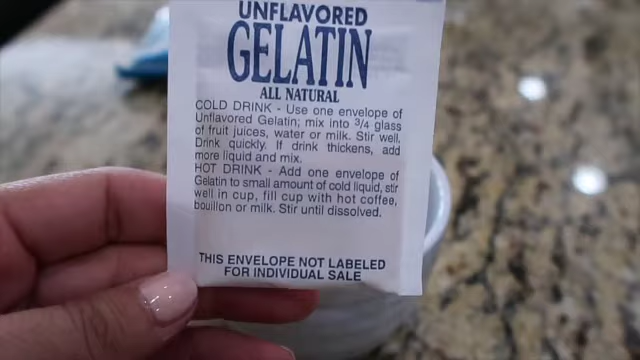 UNFLAVORED
GELATIN
ALL NATURAL
COLD DRINK - Use one envelope of
Unflavored Gelatin; mix into 3/4 glass
of fruit juices, water or milk. Stir well.
Drink quickly. If drink thickens, add
more liquid and mix.
HOT DRINK - Add one envelope of
Gelatin to small amount of cold liquid, stir
well in cup, fill cup with hot coffee,
bouillon or milk. Stir until dissolved.
THIS ENVELOPE NOT LABELED
FOR INDIVIDUAL SALE